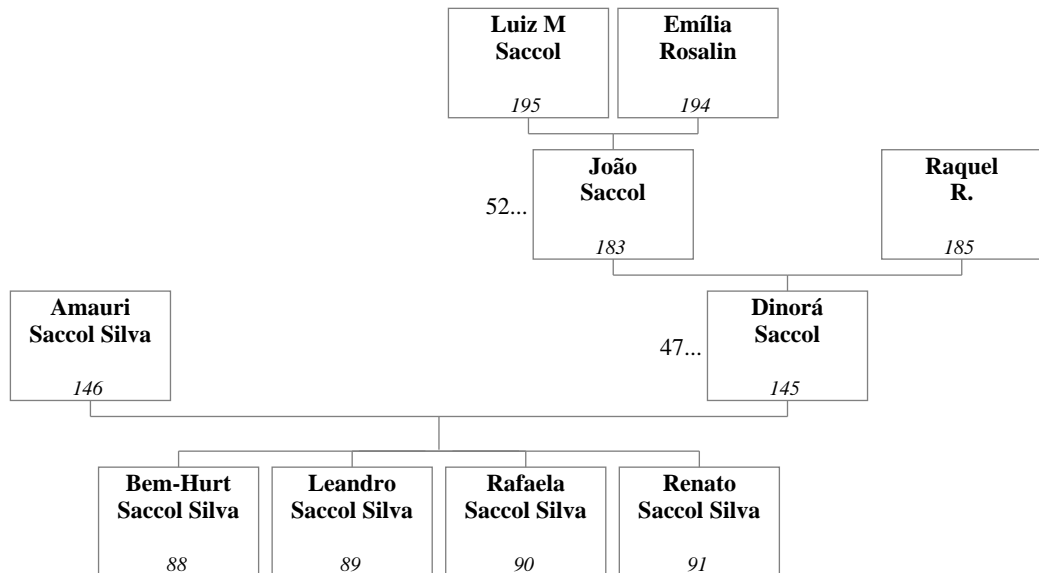 Luiz M
Saccol
195
Emília
Rosalin
194
52...
João
Saccol
183
Raquel
R.
185
Amauri
Saccol Silva
146
47...
Dinorá
Saccol
145
Bem-Hurt
Saccol Silva
88
Leandro
Saccol Silva
89
Rafaela
Saccol Silva
90
Renato
Saccol Silva
91